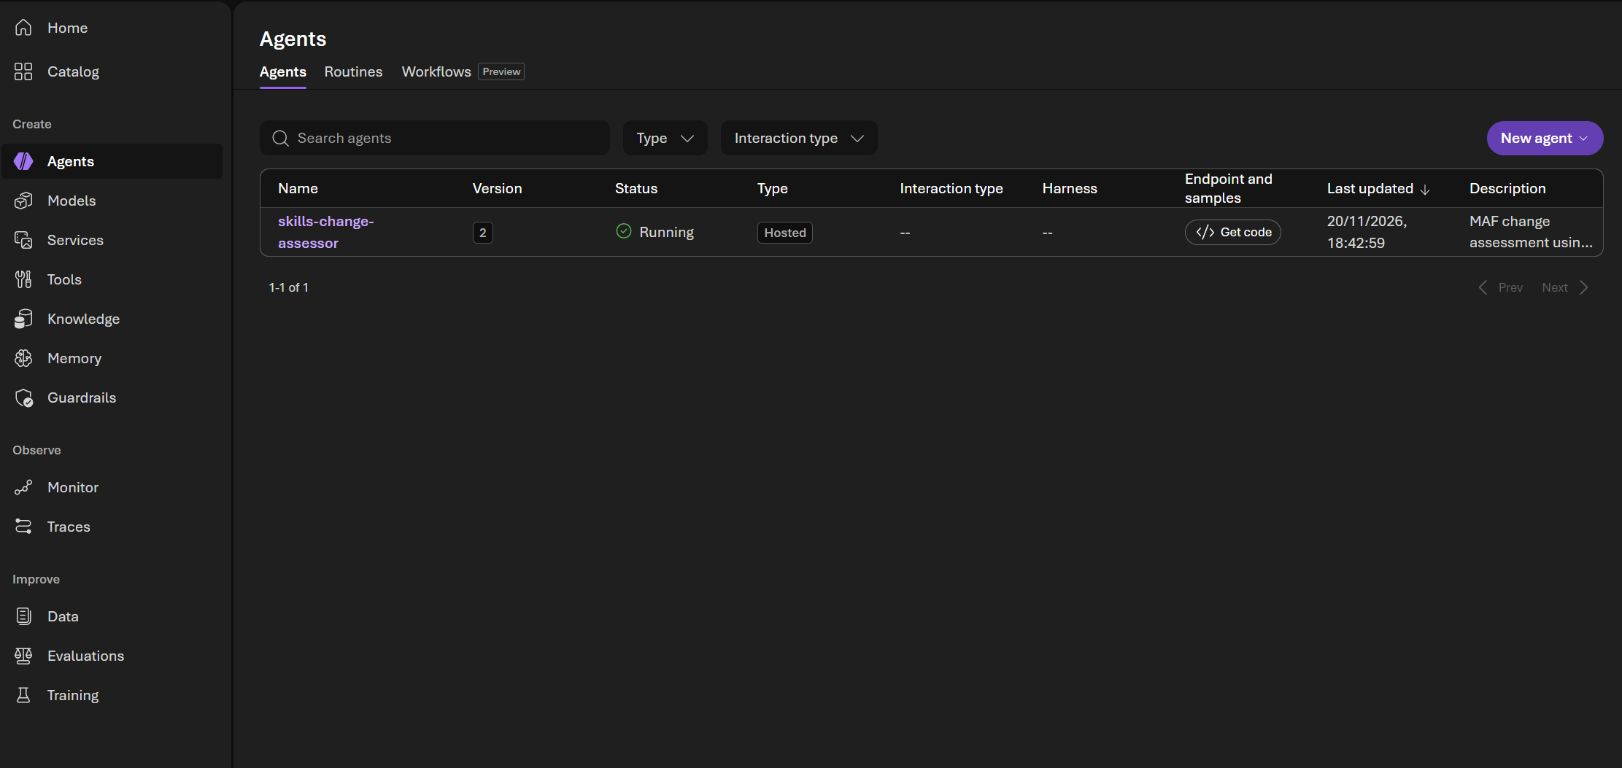 Home
Catalog
Create
Agents
Models
Services
Tools
Knowledge
Memory
Guardrails
Observe
Monitor
Traces
Improve
Data
Evaluations
Training
Agents
Agents Routines Workflows Preview
Search agents Type Interaction type New agent
Name Version Status Type Interaction type Harness Endpoint and samples Last updated ↓ Description
skills-change-
assessor
2
Running
Hosted
--
--
</> Get code
20/11/2026,
18:42:59
MAF change
assessment usin...
1-1 of 1
Prev Next